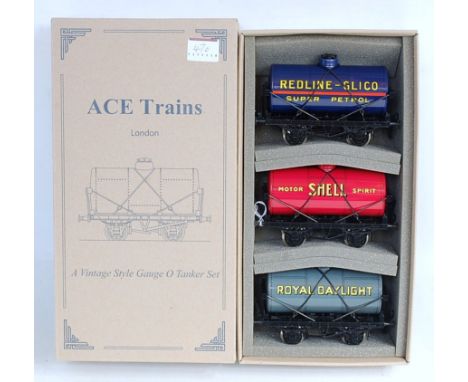 ACE Trains
London
A Vintage Style Gauge O Tanker Set
REDLINE-GLICO
SUPER PETROL
MOTOR SHELL SPIRIT
ROYAL DAYLIGHT